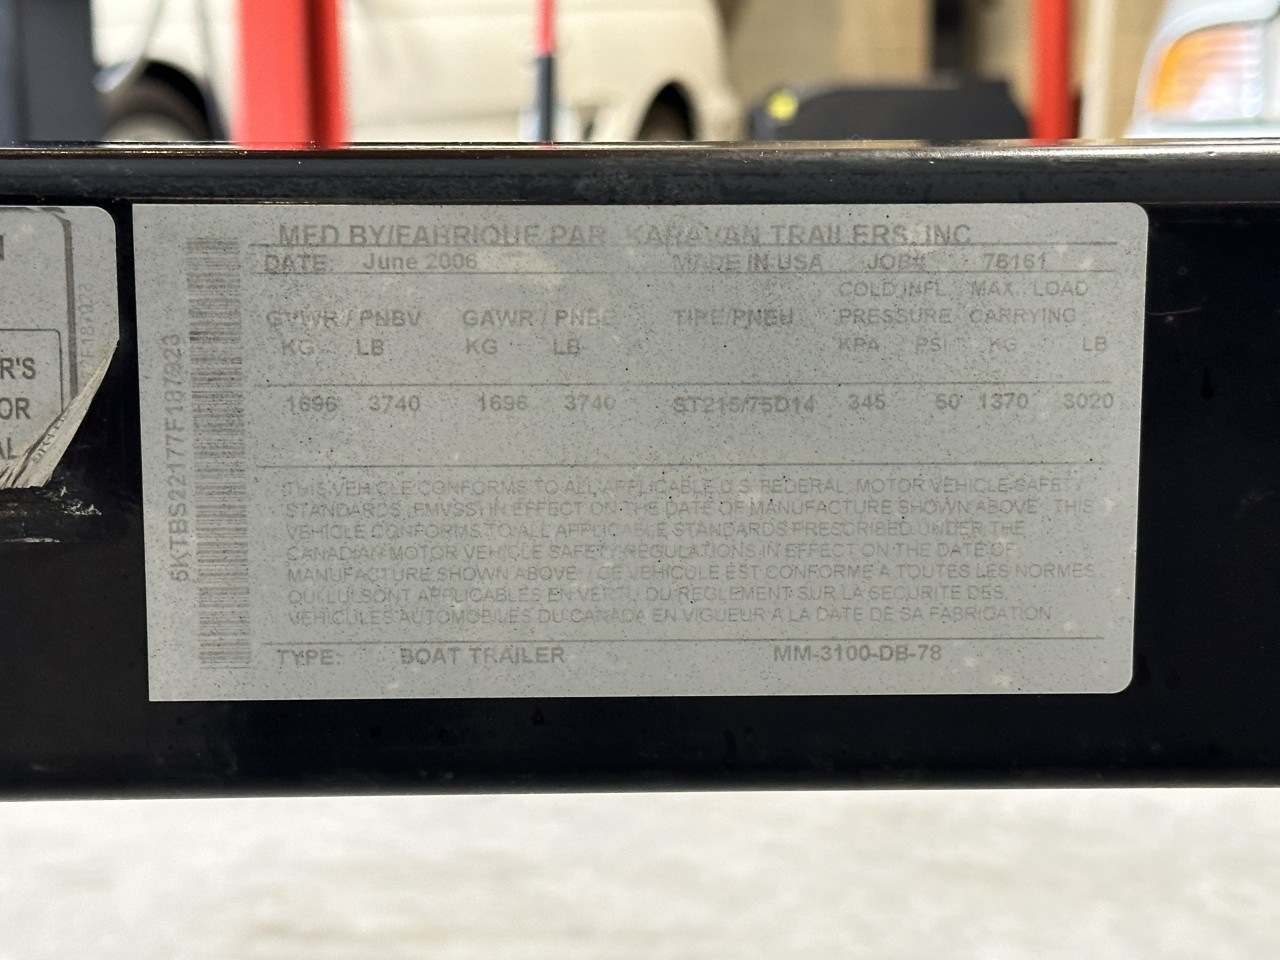 R'S
OR
AL
5KTBS22177F187923
MFD BY/FABRIQUE PAR KARAVAN TRAILERS, INC
DATE: June 2006 MADE IN USA JOB# 76161
COLD INFL MAX LOAD
GVWR / PNBV GAWR / PNBE TIRE/PNEU PRESSURE CARRYING
KG LB KG LB KPA PSI KG LB
1696 3740 1696 3740 ST215/75D14 345 50 1370 3020
THIS VEHICLE CONFORMS TO ALL APPLICABLE U.S. FEDERAL MOTOR VEHICLE SAFETY
STANDARDS (FMVSS) IN EFFECT ON THE DATE OF MANUFACTURE SHOWN ABOVE THIS
VEHICLE CONFORMS TO ALL APPLICABLE STANDARDS PRESCRIBED UNDER THE
CANADIAN MOTOR VEHICLE SAFETY REGULATIONS IN EFFECT ON THE DATE OF
MANUFACTURE SHOWN ABOVE / CE VEHICULE EST CONFORME A TOUTES LES NORMES
QUI LUI SONT APPLICABLES EN VERTU DU REGLEMENT SUR LA SECURITE DES
VEHICULES AUTOMOBILES DU CANADA EN VIGUEUR A LA DATE DE SA FABRICATION
TYPE: BOAT TRAILER MM-3100-DB-78